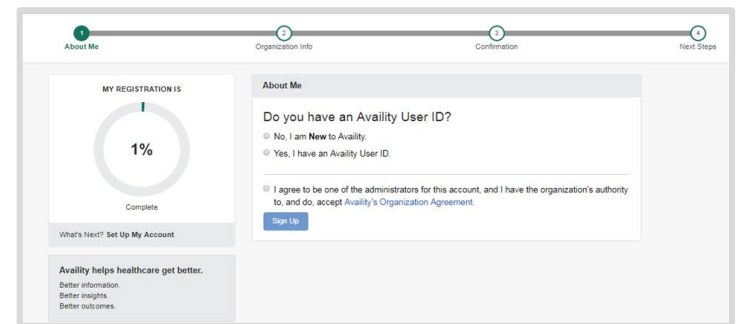 1
2
3
4
About Me
Organization Info
Confirmation
Next Steps
MY REGISTRATION IS
1%
Complete
What's Next? Set Up My Account
Availity helps healthcare get better.
Better information.
Better insights.
Better outcomes.
About Me
Do you have an Availity User ID?
No, I am New to Availity.
Yes, I have an Availity User ID.
I agree to be one of the administrators for this account, and I have the organization's authority
to, and do, accept Availity's Organization Agreement.
Sign Up